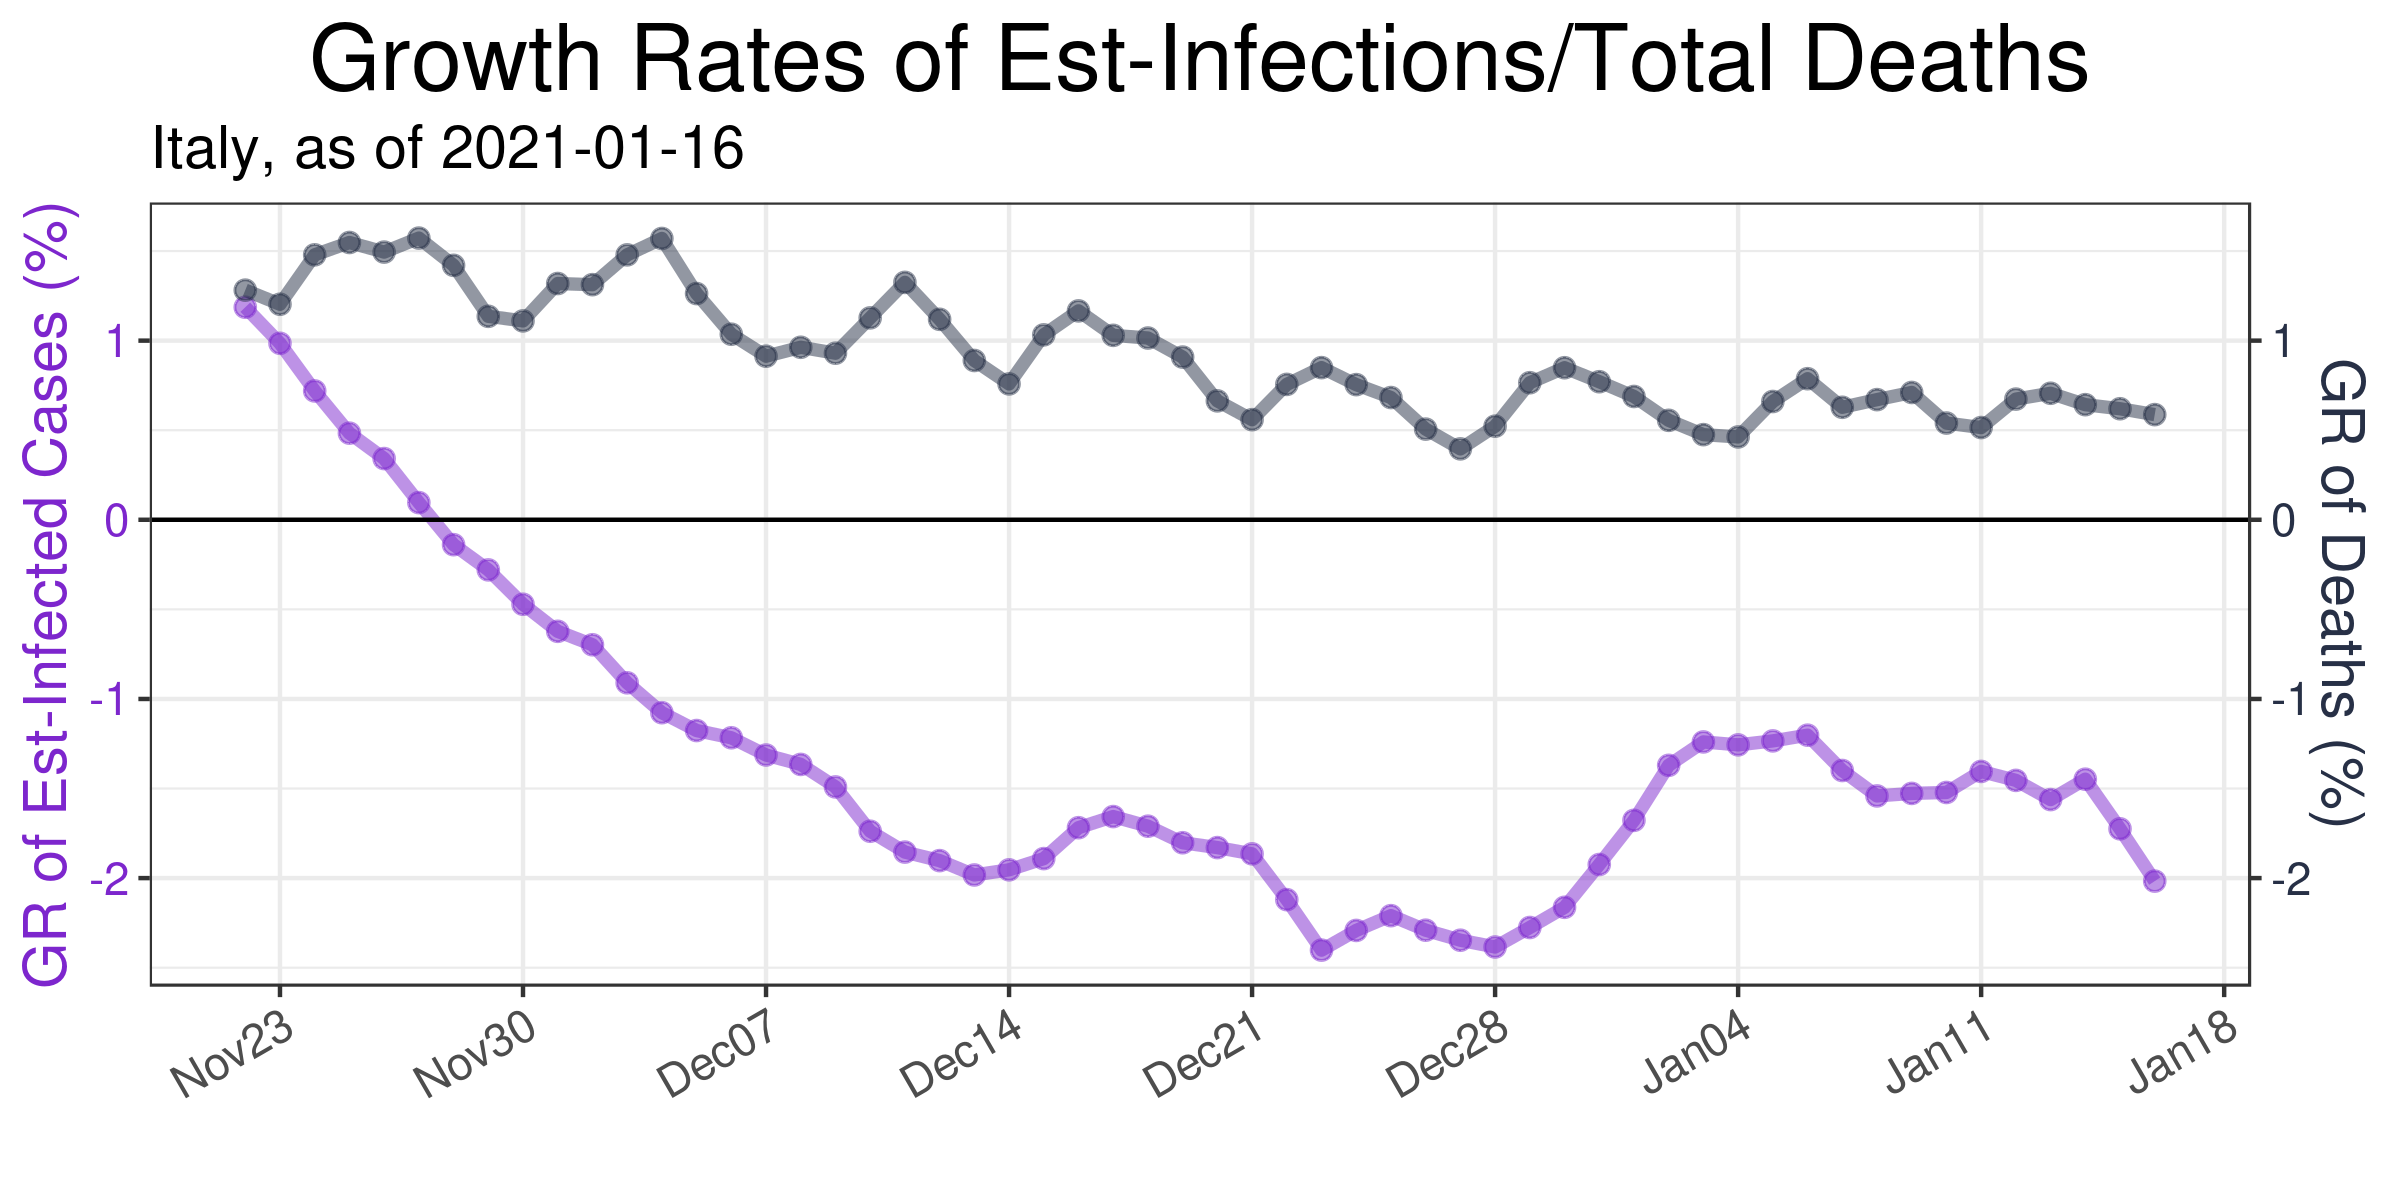 Growth Rates of Est-Infections/Total Deaths
Italy, as of 2021-01-16
GR of Est-Infected Cases (%)
1
0
-1
-2
1
0
-1
-2
GR of Deaths (%)
Nov23
Nov30
Dec07
Dec14
Dec21
Dec28
Jan04
Jan11
Jan18